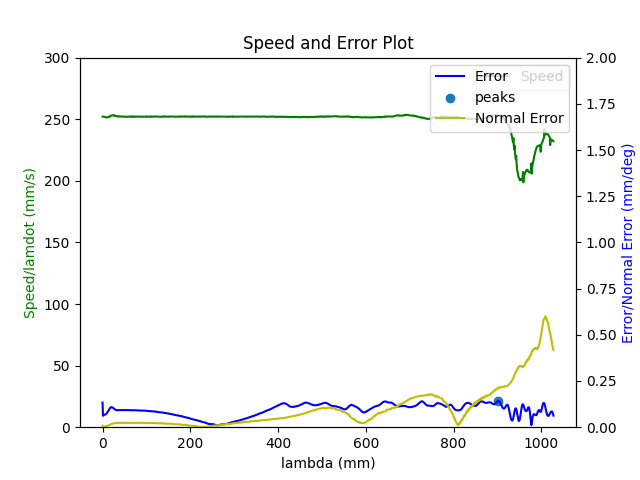 Speed and Error Plot
300
250
200
150
100
50
0
Speed/lamdot (mm/s)
2.00
1.75
1.50
1.25
1.00
0.75
0.50
0.25
0.00
Error/Normal Error (mm/deg)
Error
Speed
peaks
Normal Error
0 200 400 600 800 1000
lambda (mm)